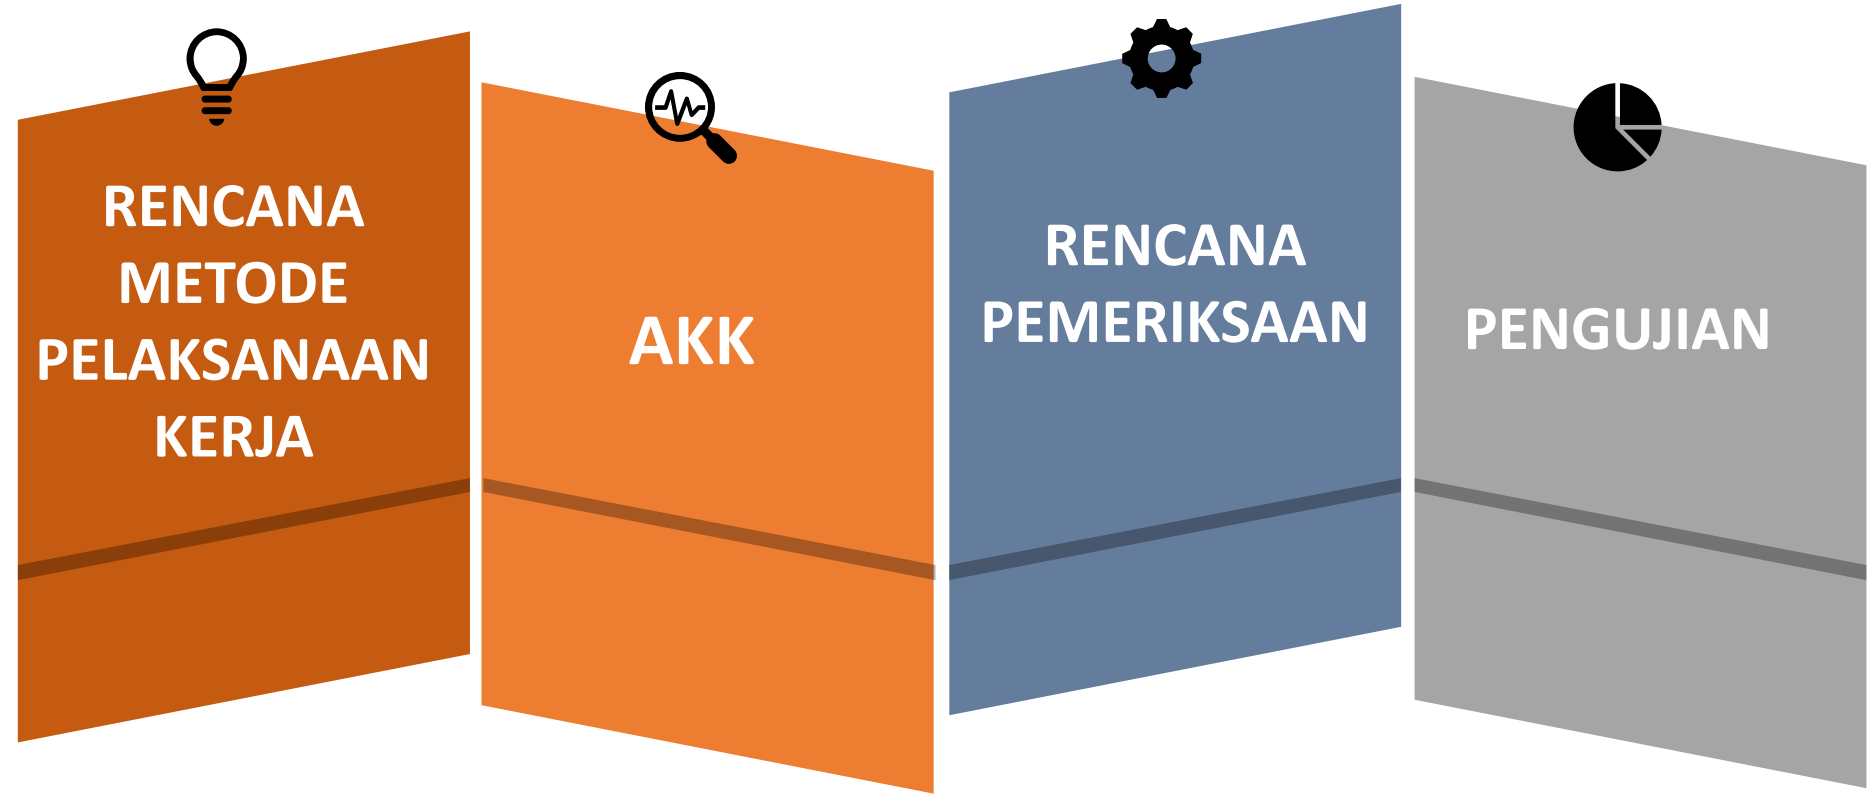 RENCANA
METODE
PELAKSANAAN
KERJA
AKK
RENCANA
PEMERIKSAAN
PENGUJIAN